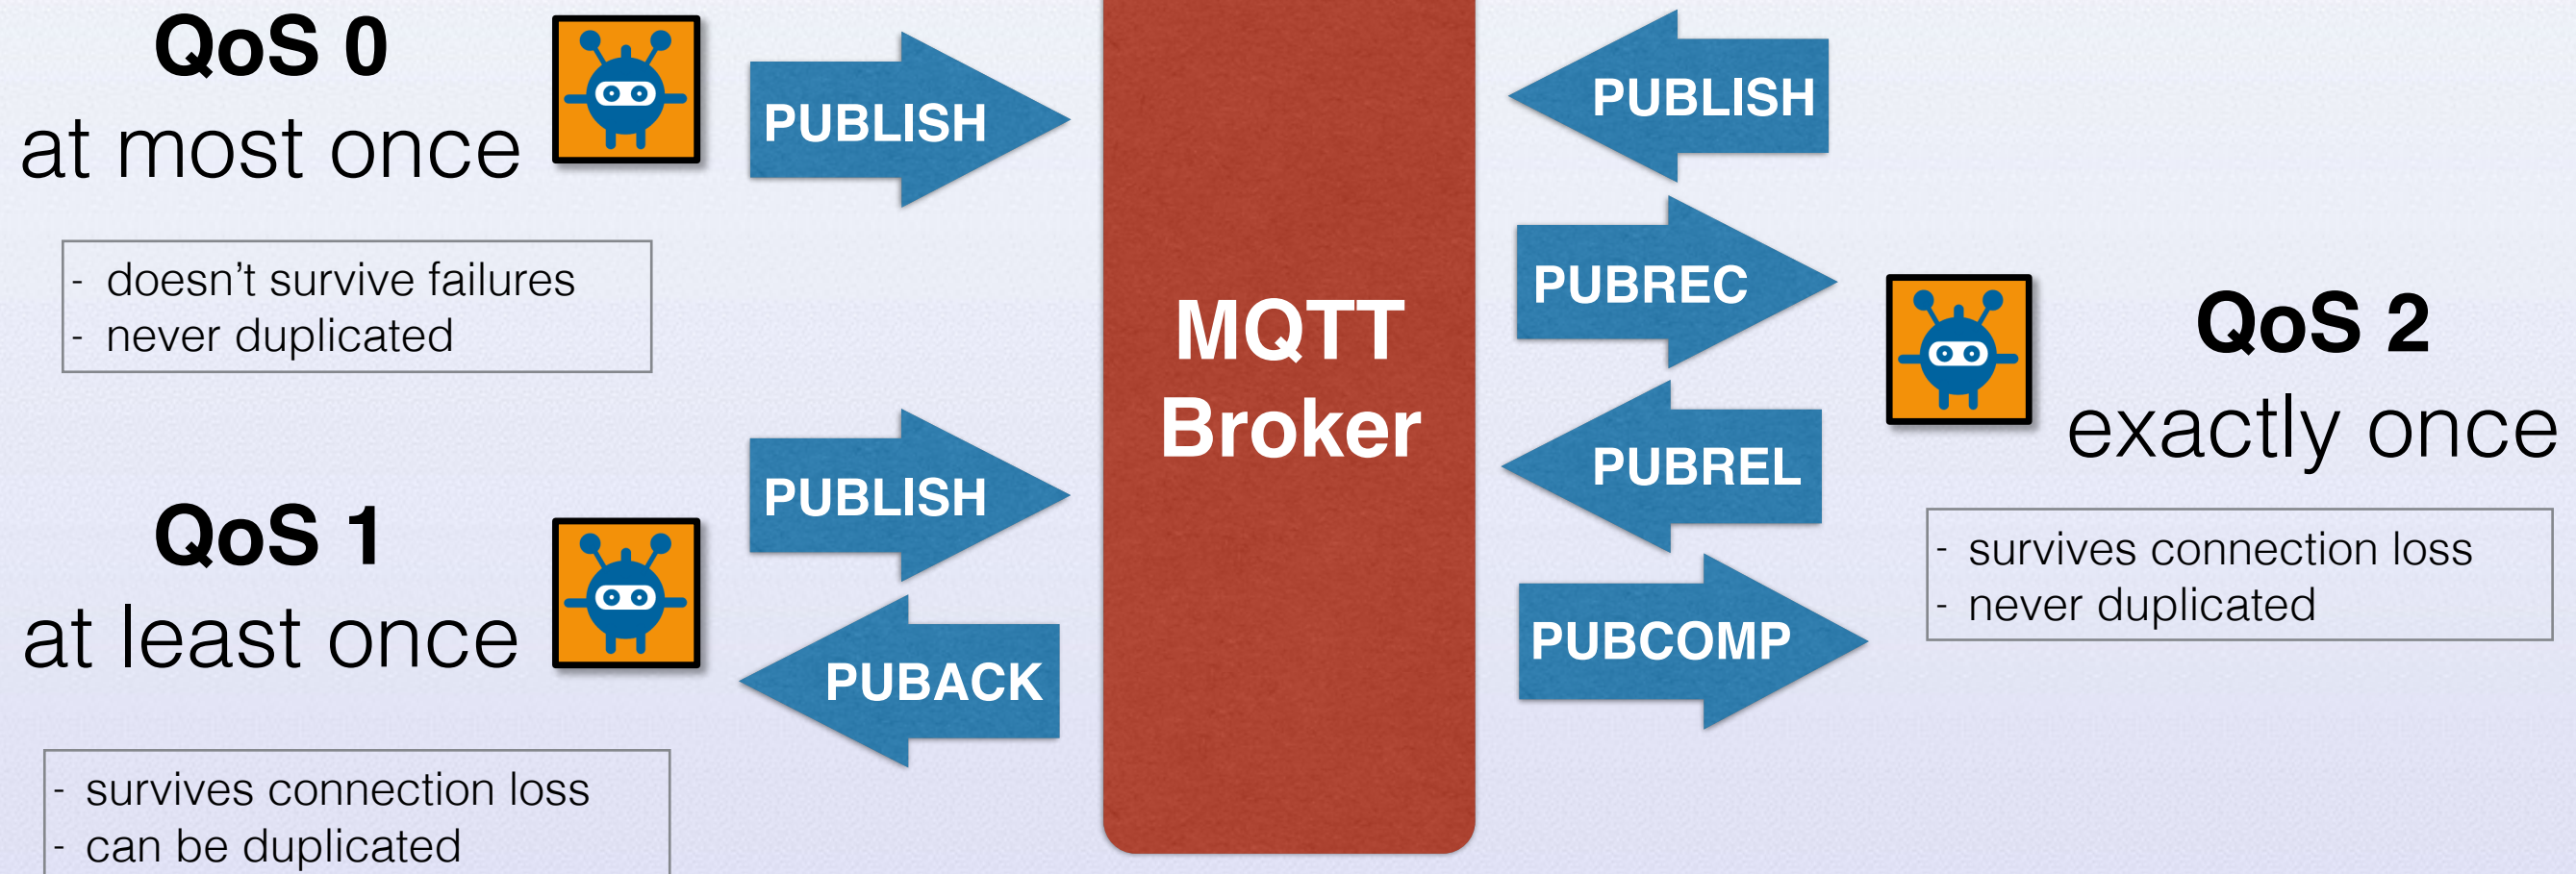 QoS 0
at most once
PUBLISH
- doesn't survive failures
- never duplicated
QoS 1
at least once
PUBLISH
PUBACK
- survives connection loss
- can be duplicated
MQTT
Broker
PUBLISH
PUBREC
PUBREL
PUBCOMP
QoS 2
exactly once
- survives connection loss
- never duplicated